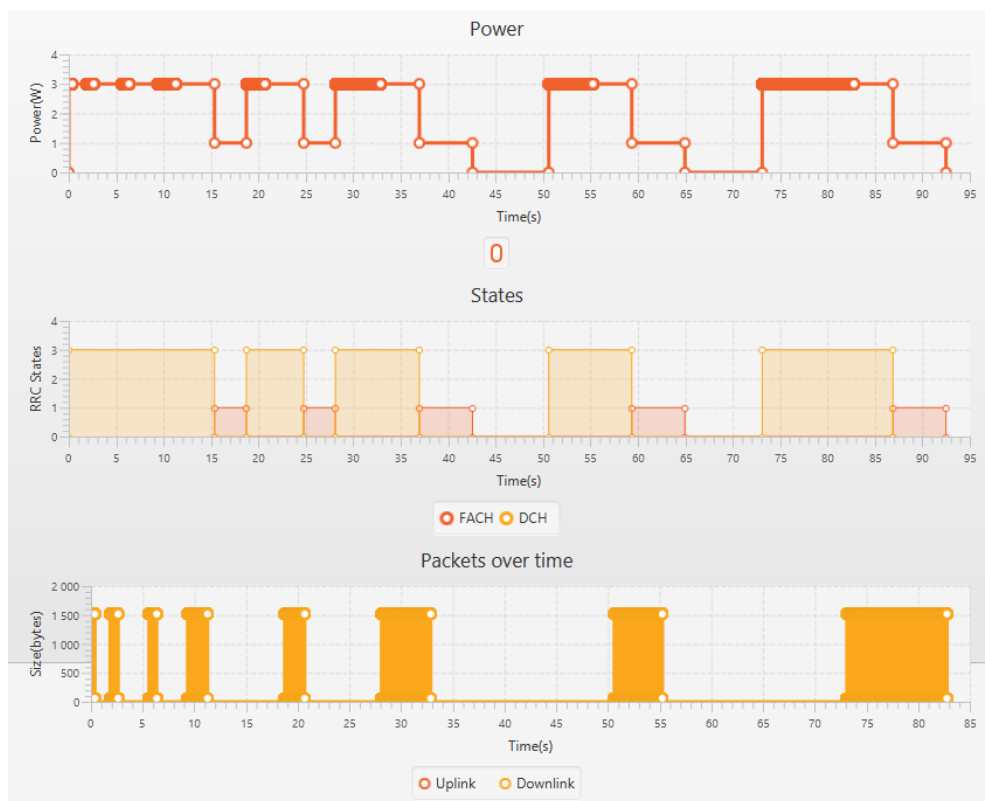 Power
4
3
2
1
0
Power(W)
0 5 10 15 20 25 30 35 40 45 50 55 60 65 70 75 80 85 90 95
Time(s)
0
States
4
3
2
1
0
RRC States
0 5 10 15 20 25 30 35 40 45 50 55 60 65 70 75 80 85 90 95
Time(s)
FACH DCH
Packets over time
2 000
1 500
1 000
500
0
Size(bytes)
0 5 10 15 20 25 30 35 40 45 50 55 60 65 70 75 80 85
Time(s)
Uplink Downlink